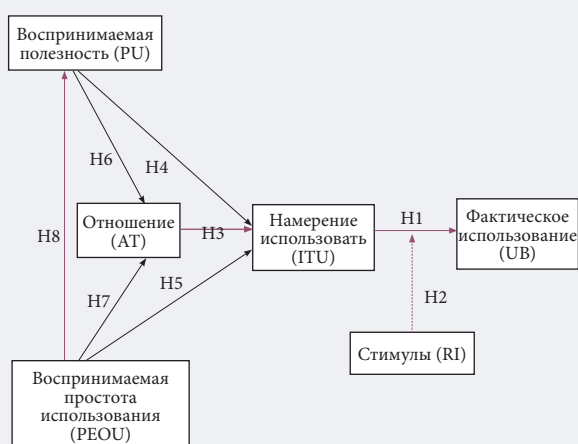 Воспринимаемая
полезность (PU)
H6
H4
H8
Отношение
(AT)
H3
Намерение
использовать
(ITU)
H1
Фактическое
использование
(UB)
H7
H5
H2
Стимулы (RI)
Воспринимаемая
простота
использования
(PEOU)